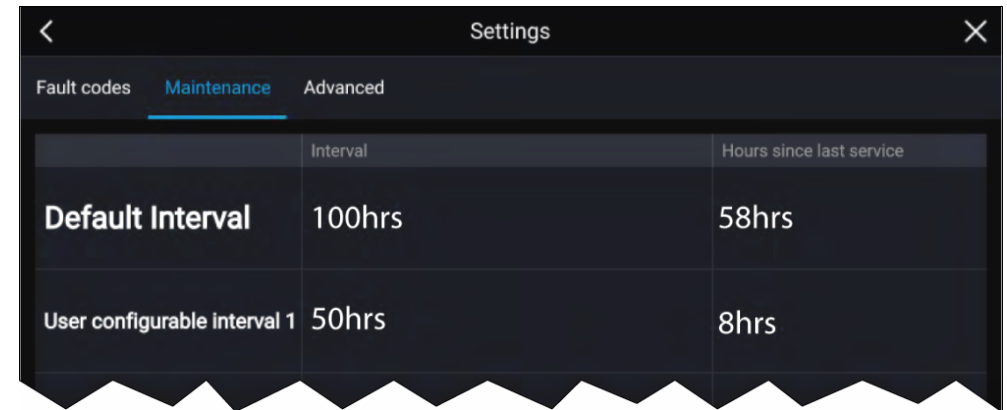 Settings
Fault codes Maintenance Advanced
Interval Hours since last service
Default Interval 100hrs 58hrs
User configurable interval 1 50hrs 8hrs